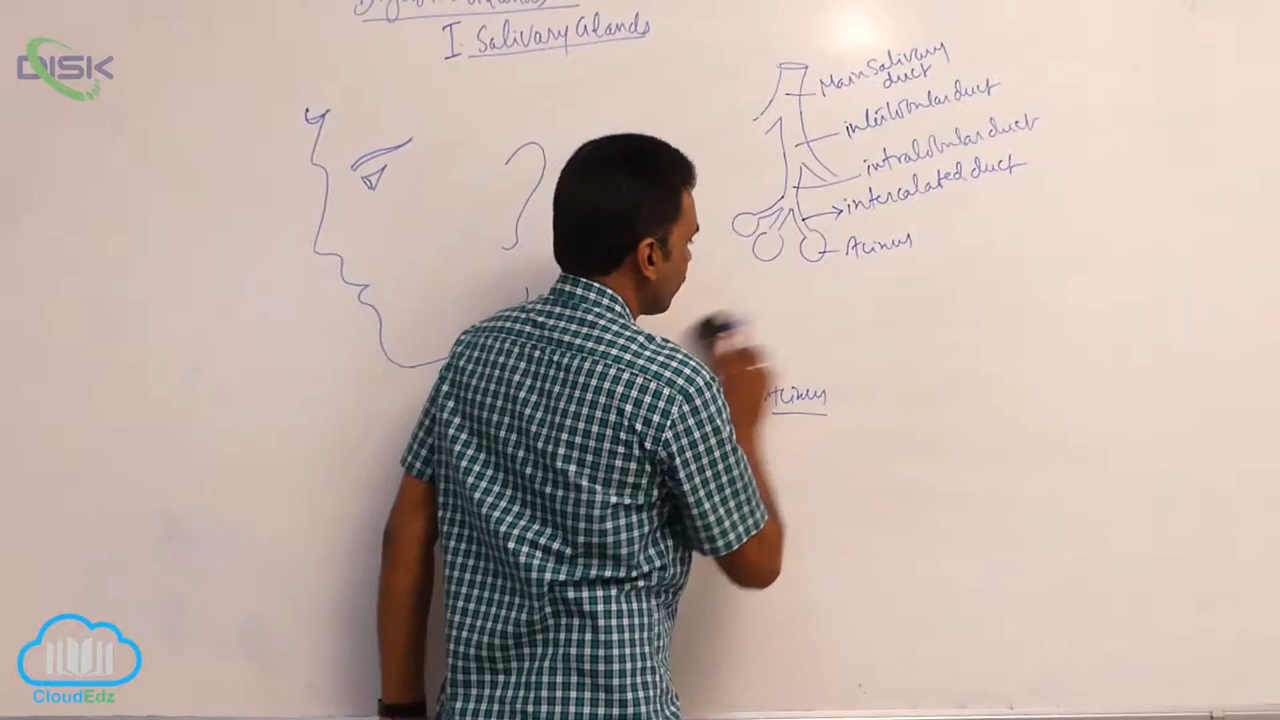 I. Salivary Glands
DISK
Main Salivary
duct
interlobular duct
intralobular duct
intercalated duct
Acinus
Acinus
CloudEdz